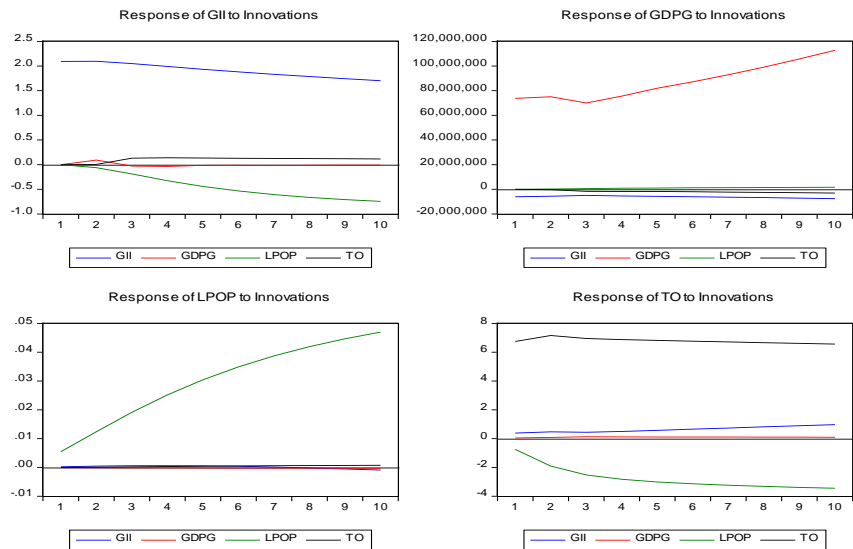 Response of GII to Innovations
2.5
2.0
1.5
1.0
0.5
0.0
-0.5
-1.0
1 2 3 4 5 6 7 8 9 10
GII GDPG LPOP TO
Response of GDPG to Innovations
120,000,000
100,000,000
80,000,000
60,000,000
40,000,000
20,000,000
0
-20,000,000
1 2 3 4 5 6 7 8 9 10
GII GDPG LPOP TO
Response of LPOP to Innovations
.05
.04
.03
.02
.01
.00
-.01
1 2 3 4 5 6 7 8 9 10
GII GDPG LPOP TO
Response of TO to Innovations
8
6
4
2
0
-2
-4
1 2 3 4 5 6 7 8 9 10
GII GDPG LPOP TO